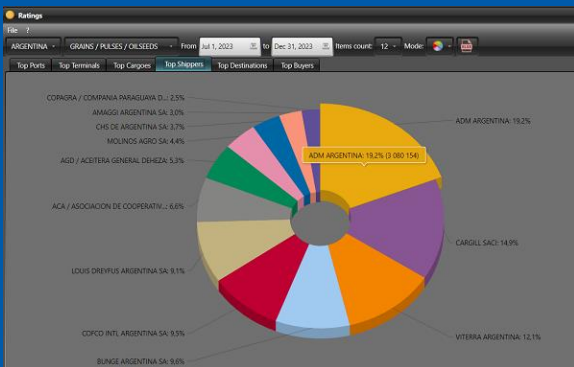 Ratings
File ?
ARGENTINA GRAINS / PULSES / OILSEEDS From Jul 1, 2023 to Dec 31, 2023 Items count: 12 Mode:
Top Ports Top Terminals Top Cargoes Top Shippers Top Destinations Top Buyers
COPAGRA / COMPANIA PARAGUAYA D...: 2,5%
AMAGGI ARGENTINA SA: 3,0%
CHS DE ARGENTINA SA: 3,7%
MOLINOS AGRO SA: 4,4%
AGD / ACEITERA GENERAL DEHEZA: 5,3%
ACA / ASOCIACION DE COOPERATIV...: 6,6%
LOUIS DREYFUS ARGENTINA SA: 9,1%
COFCO INTL ARGENTINA SA: 9,5%
BUNGE ARGENTINA SA: 9,6%
ADM ARGENTINA: 19,2%
ADM ARGENTINA: 19,2% (3 080 154)
CARGILL SACI: 14,9%
VITERRA ARGENTINA: 12,1%